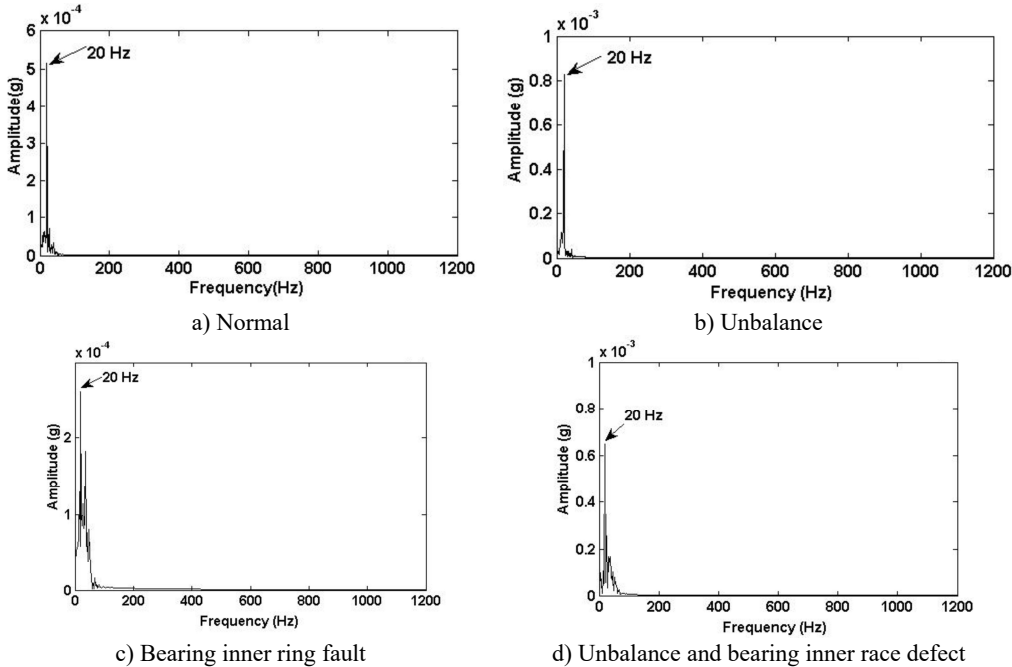 x 10⁻⁴
6
5
4
3
2
1
0
20 Hz
Amplitude(g)
0 200 400 600 800 1000 1200
Frequency(Hz)
a) Normal
x 10⁻³
1
0.8
0.6
0.4
0.2
0
20 Hz
Amplitude (g)
0 200 400 600 800 1000 1200
Frequency (Hz)
b) Unbalance
x 10⁻⁴
2
1
0
20 Hz
Amplitude (g)
0 200 400 600 800 1000 1200
Frequency (Hz)
c) Bearing inner ring fault
x 10⁻³
1
0.8
0.6
0.4
0.2
0
20 Hz
Amplitude (g)
0 200 400 600 800 1000 1200
Frequency (Hz)
d) Unbalance and bearing inner race defect